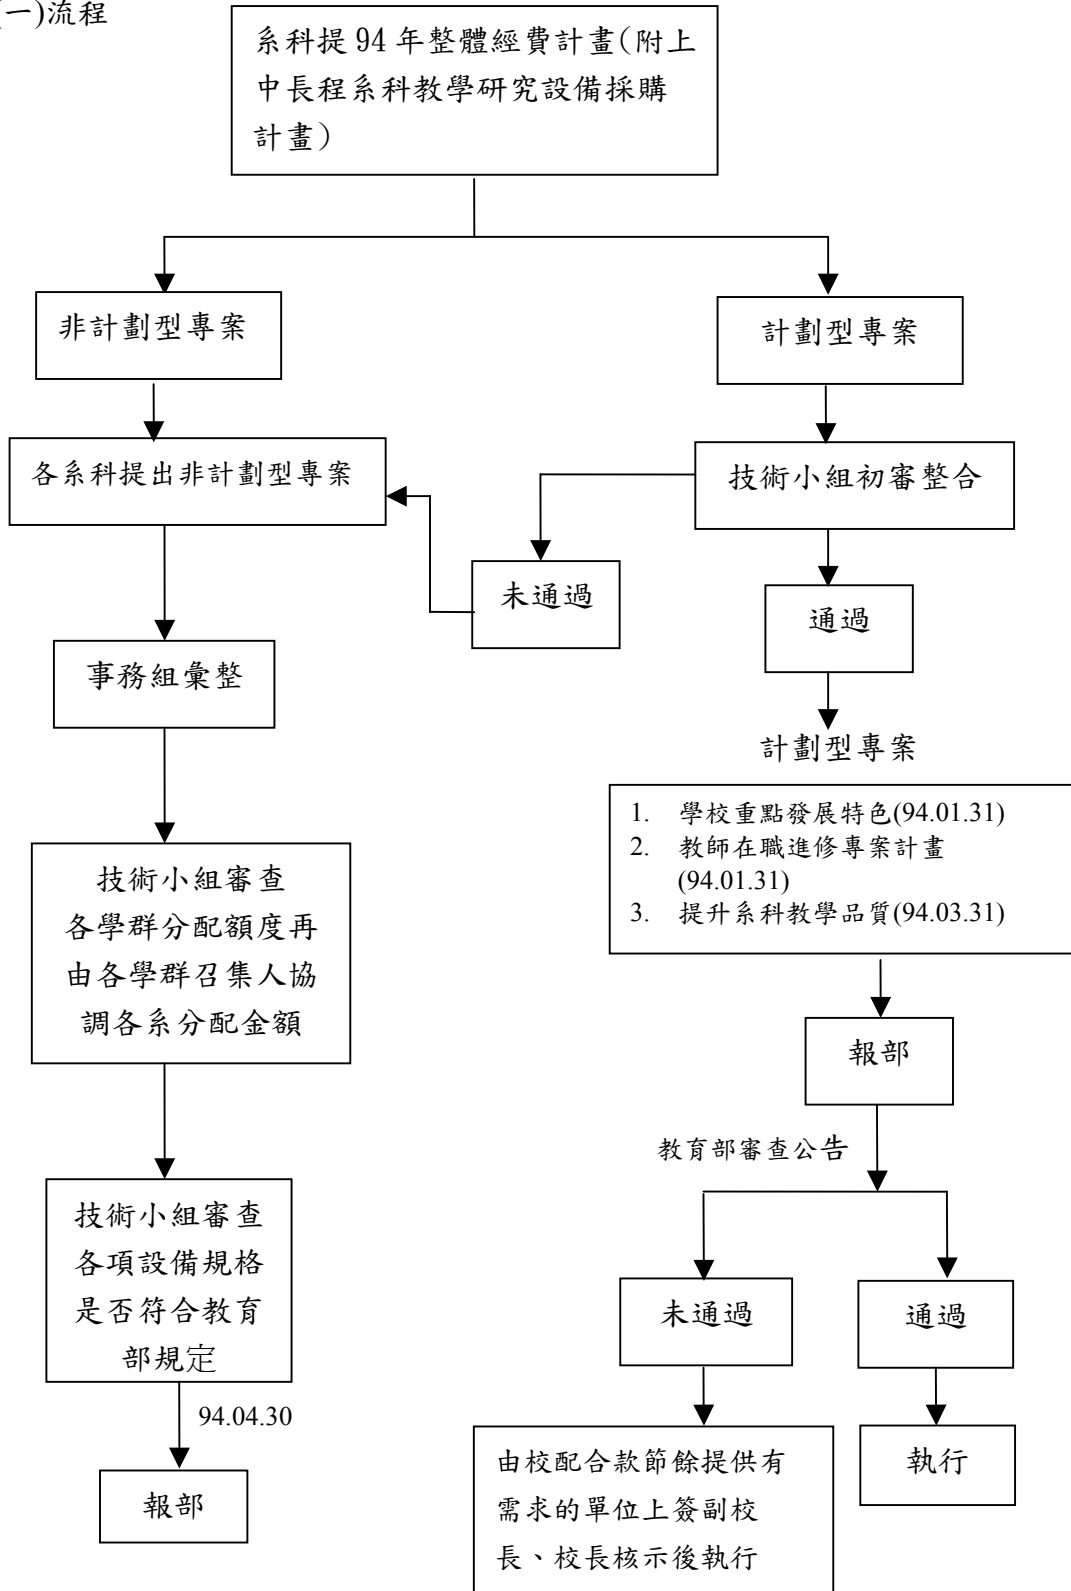 (一)流程
系科提 94 年整體經費計畫(附上
中長程系科教學研究設備採購
計畫)
非計劃型專案
計劃型專案
各系科提出非計劃型專案
技術小組初審整合
未通過
通過
事務組彙整
計劃型專案
1. 學校重點發展特色(94.01.31)
2. 教師在職進修專案計畫
(94.01.31)
3. 提升系科教學品質(94.03.31)
技術小組審查
各學群分配額度再
由各學群召集人協
調各系分配金額
報部
教育部審查公告
技術小組審查
各項設備規格
是否符合教育
部規定
未通過
通過
94.04.30
報部
由校配合款節餘提供有
需求的單位上簽副校
長、校長核示後執行
執行